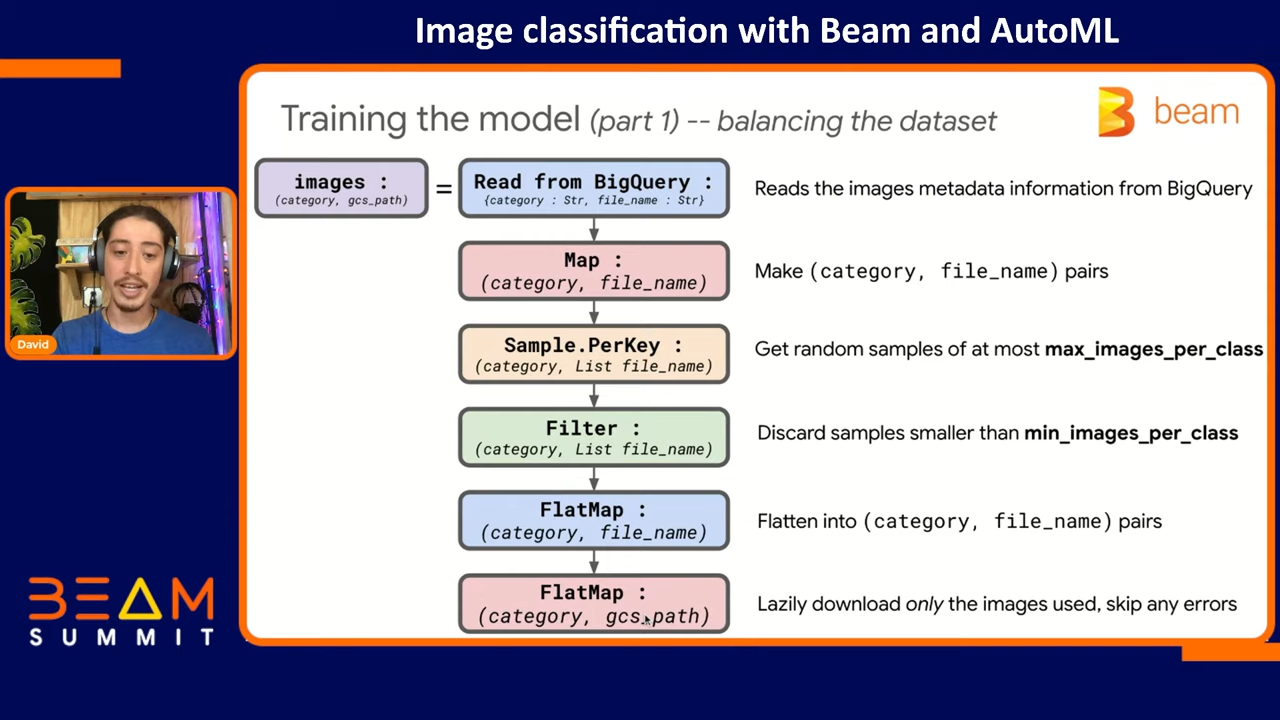 Image classification with Beam and AutoML
Training the model (part 1) -- balancing the dataset
beam
images :
(category, gcs_path)
=
Read from BigQuery :
{category : Str, file_name : Str}
Reads the images metadata information from BigQuery
Map :
(category, file_name)
Make (category, file_name) pairs
Sample.PerKey :
(category, List file_name)
Get random samples of at most max_images_per_class
Filter :
(category, List file_name)
Discard samples smaller than min_images_per_class
FlatMap :
(category, file_name)
Flatten into (category, file_name) pairs
FlatMap :
(category, gcs_path)
Lazily download only the images used, skip any errors
David
BEAM
SUMMIT